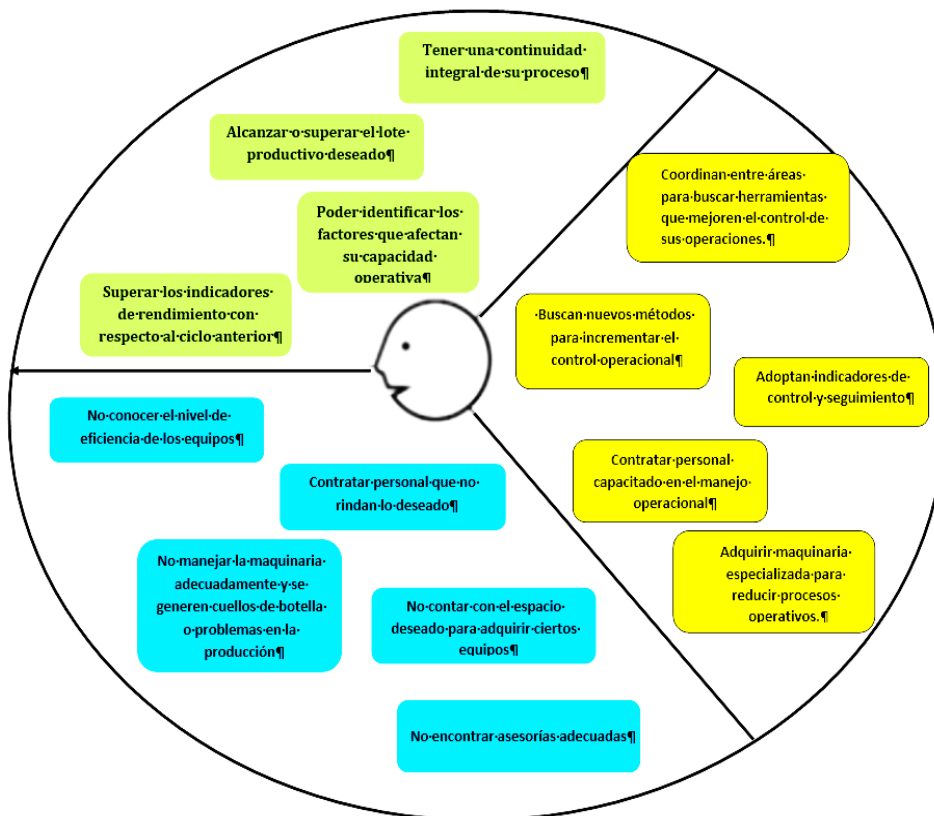 Tener·una·continuidad·
integral·de·su·proceso¶
Alcanzar·o·superar·el·lote·
productivo·deseado¶
Poder·identificar·los·
factores·que·afectan·
su·capacidad·
operativa¶
Superar·los·indicadores·
de·rendimiento·con·
respecto·al·ciclo·anterior¶
Coordinan·entre·áreas·
para·buscar·herramientas·
que·mejoren·el·control·de·
sus·operaciones.¶
·Buscan·nuevos·métodos·
para·incrementar·el·
control·operacional¶
Adoptan·indicadores·de·
control·y·seguimiento¶
Contratar·personal·
capacitado·en·el·manejo·
operacional¶
Adquirir·maquinaria·
especializada·para·
reducir·procesos·
operativos.¶
No·conocer·el·nivel·de·
eficiencia·de·los·equipos¶
Contratar·personal·que·no·
rindan·lo·deseado¶
No·manejar·la·maquinaria·
adecuadamente·y·se·
generen·cuellos·de·botella·
o·problemas·en·la·
producción¶
No·contar·con·el·espacio·
deseado·para·adquirir·ciertos·
equipos¶
No·encontrar·asesorías·adecuadas¶